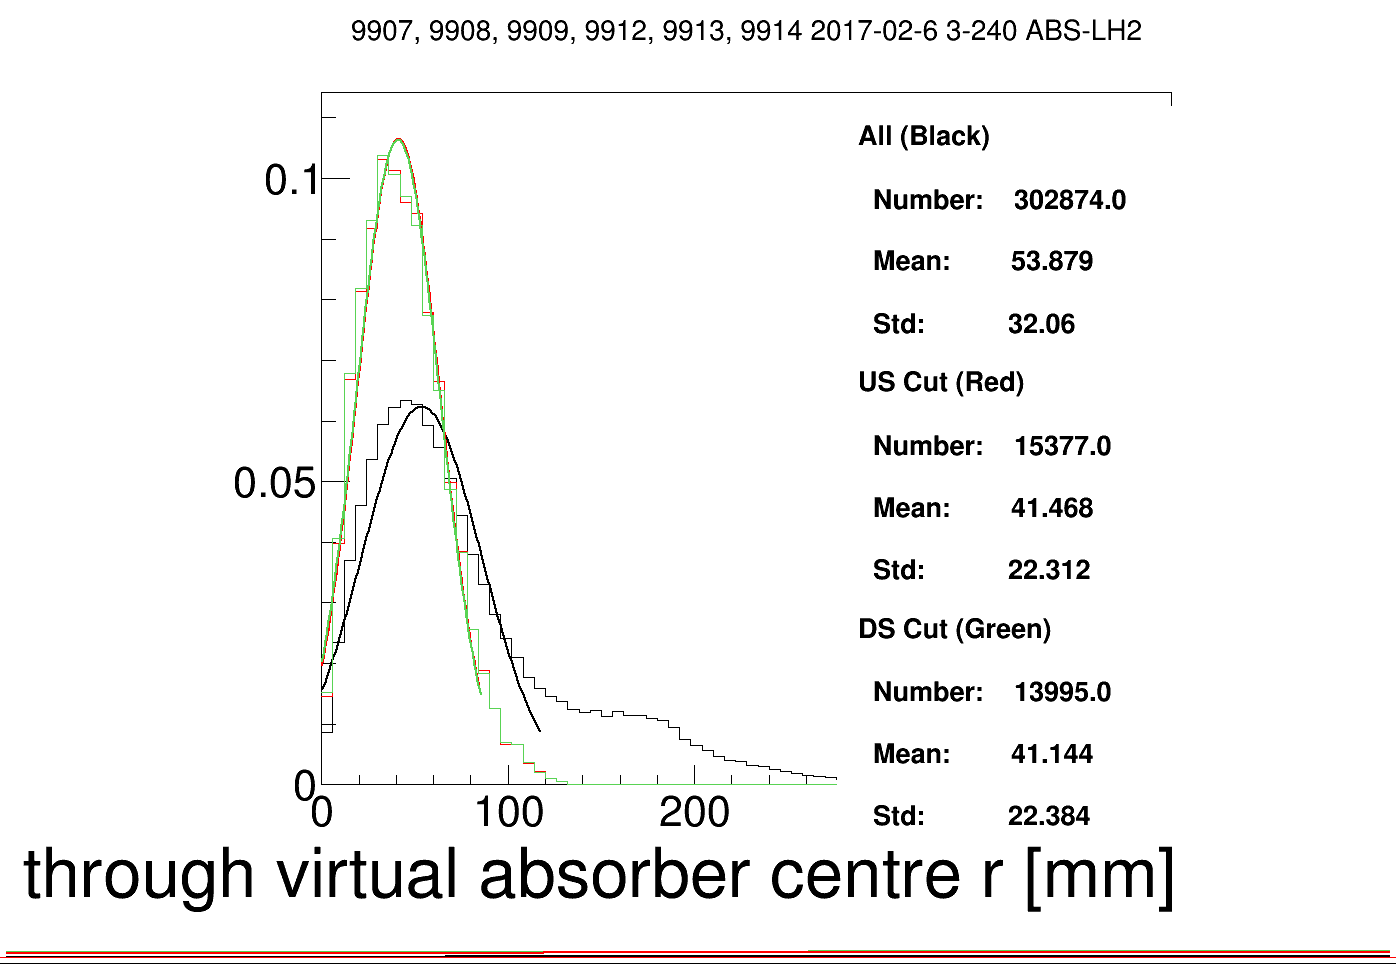 9907, 9908, 9909, 9912, 9913, 9914 2017-02-6 3-240 ABS-LH2
All (Black)
Number: 302874.0
Mean: 53.879
Std: 32.06
US Cut (Red)
Number: 15377.0
Mean: 41.468
Std: 22.312
DS Cut (Green)
Number: 13995.0
Mean: 41.144
Std: 22.384
0.1
0.05
0
0 100 200
through virtual absorber centre r [mm]